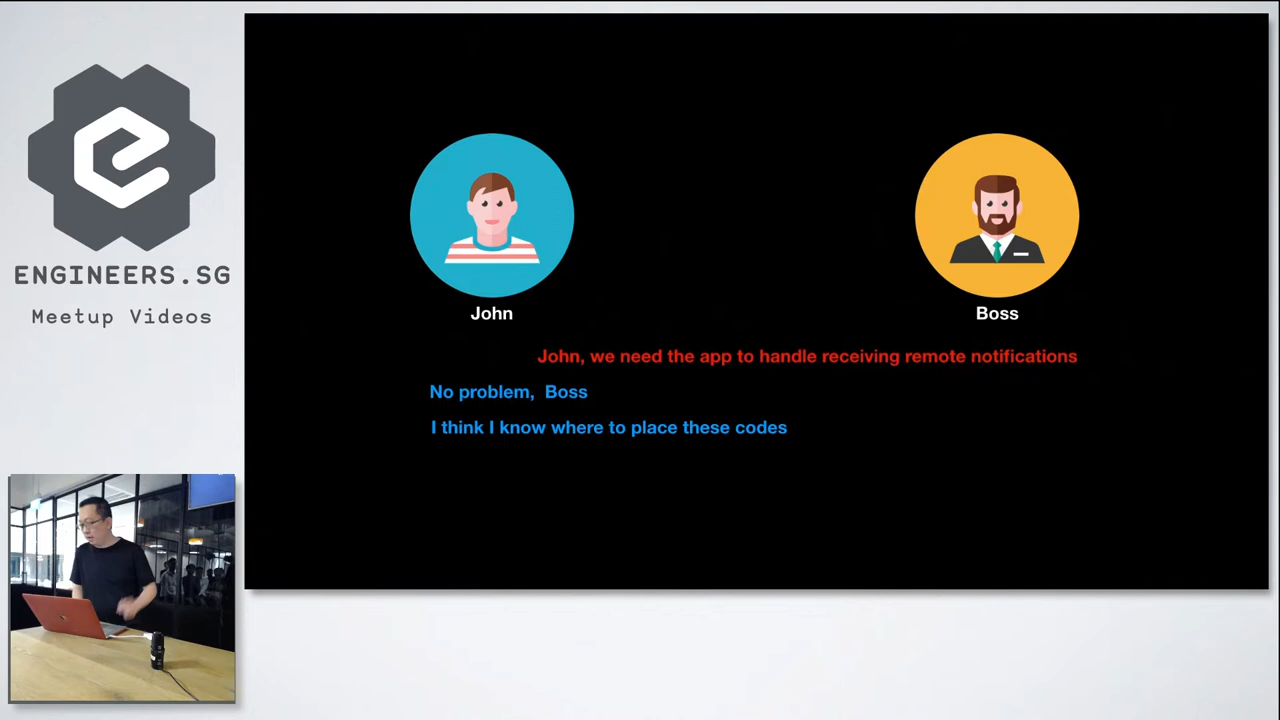 ENGINEERS.SG
Meetup Videos
John
Boss
John, we need the app to handle receiving remote notifications
No problem, Boss
I think I know where to place these codes